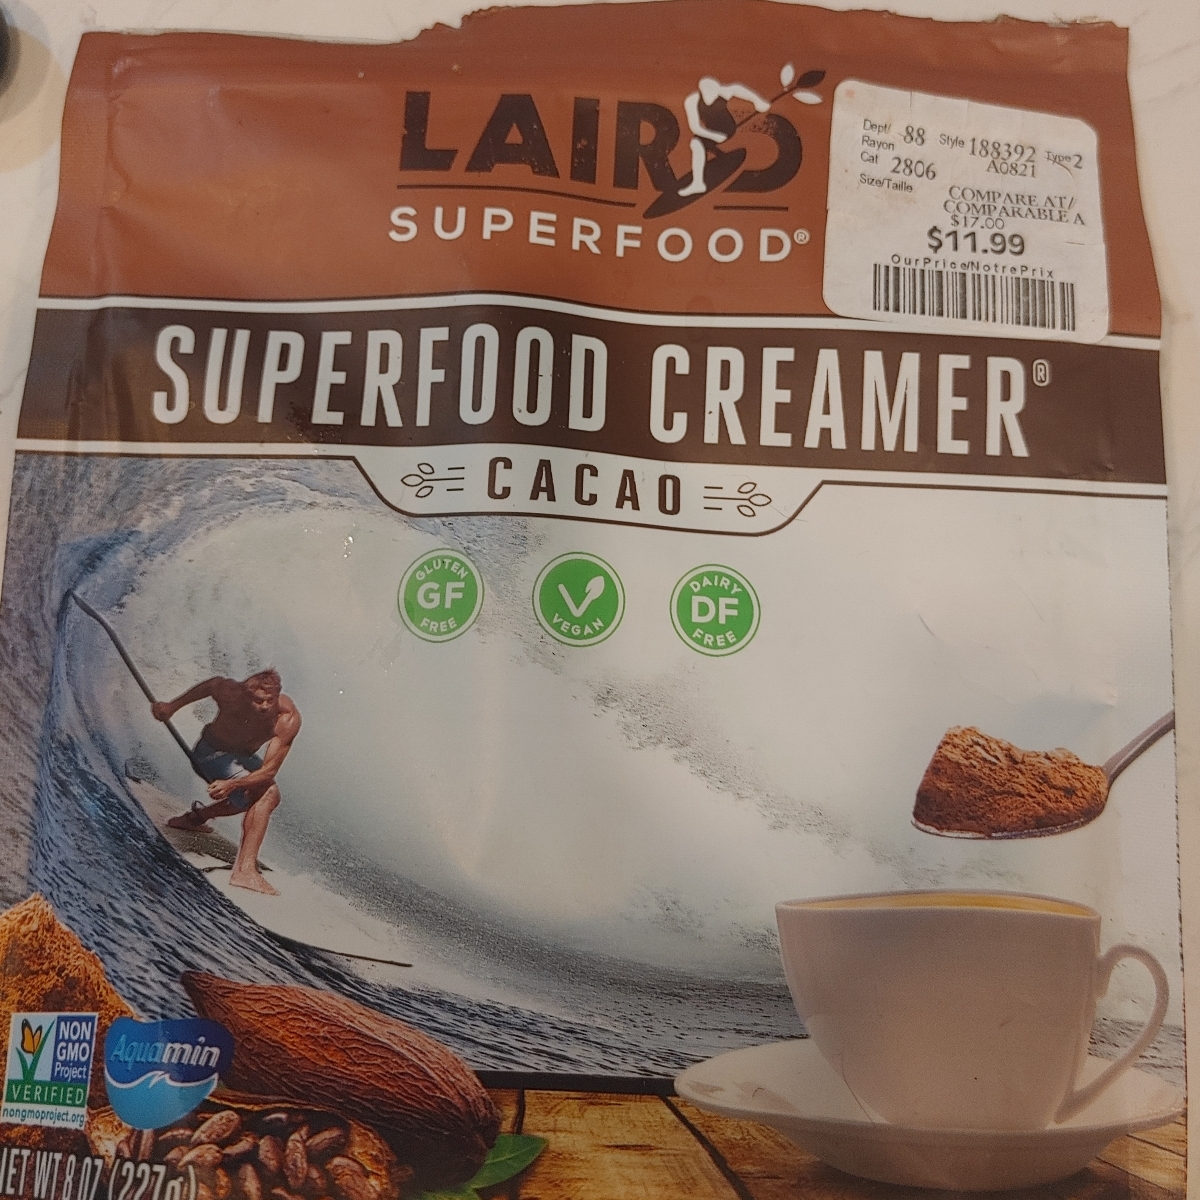 LAIRD
SUPERFOOD®
Dept/ 88 Style 188392 Type 2
Rayon A0821
Cat 2806
Size/Taille
COMPARE AT/
COMPARABLE A
$17.00
$11.99
OurPrice/NotrePrix
SUPERFOOD CREAMER®
CACAO
GLUTEN
GF
FREE
V
VEGAN
DAIRY
DF
FREE
NON
GMO
Project
VERIFIED
nongmoproject.org
Aquamin
NET WT 8 OZ (227g)